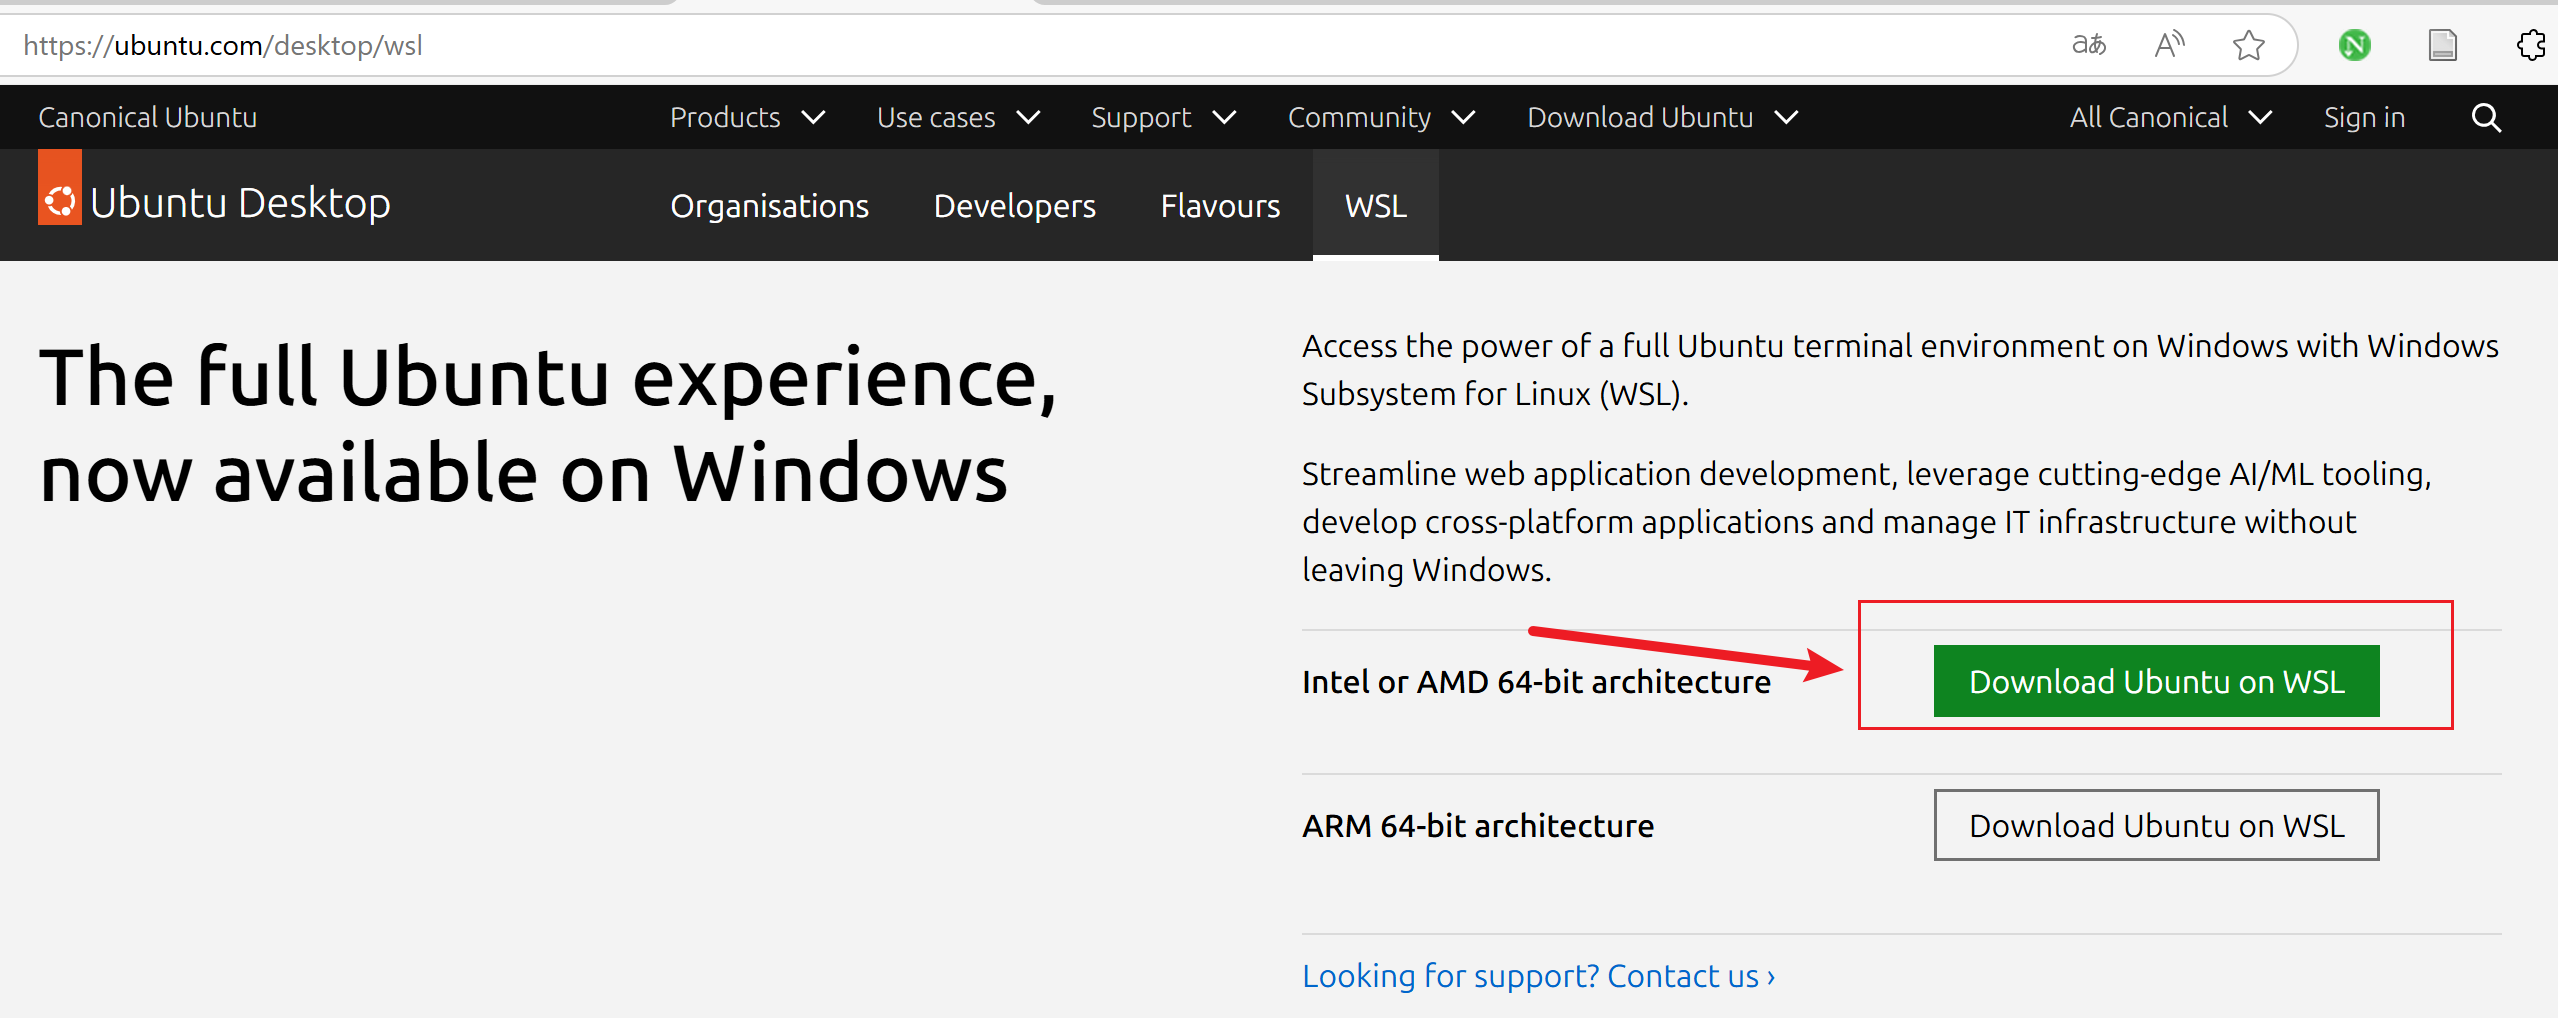 https://ubuntu.com/desktop/wsl
Canonical Ubuntu Products Use cases Support Community Download Ubuntu All Canonical Sign in
Ubuntu Desktop Organisations Developers Flavours WSL
The full Ubuntu experience,
now available on Windows
Access the power of a full Ubuntu terminal environment on Windows with Windows
Subsystem for Linux (WSL).
Streamline web application development, leverage cutting-edge AI/ML tooling,
develop cross-platform applications and manage IT infrastructure without
leaving Windows.
Intel or AMD 64-bit architecture Download Ubuntu on WSL
ARM 64-bit architecture Download Ubuntu on WSL
Looking for support? Contact us ›